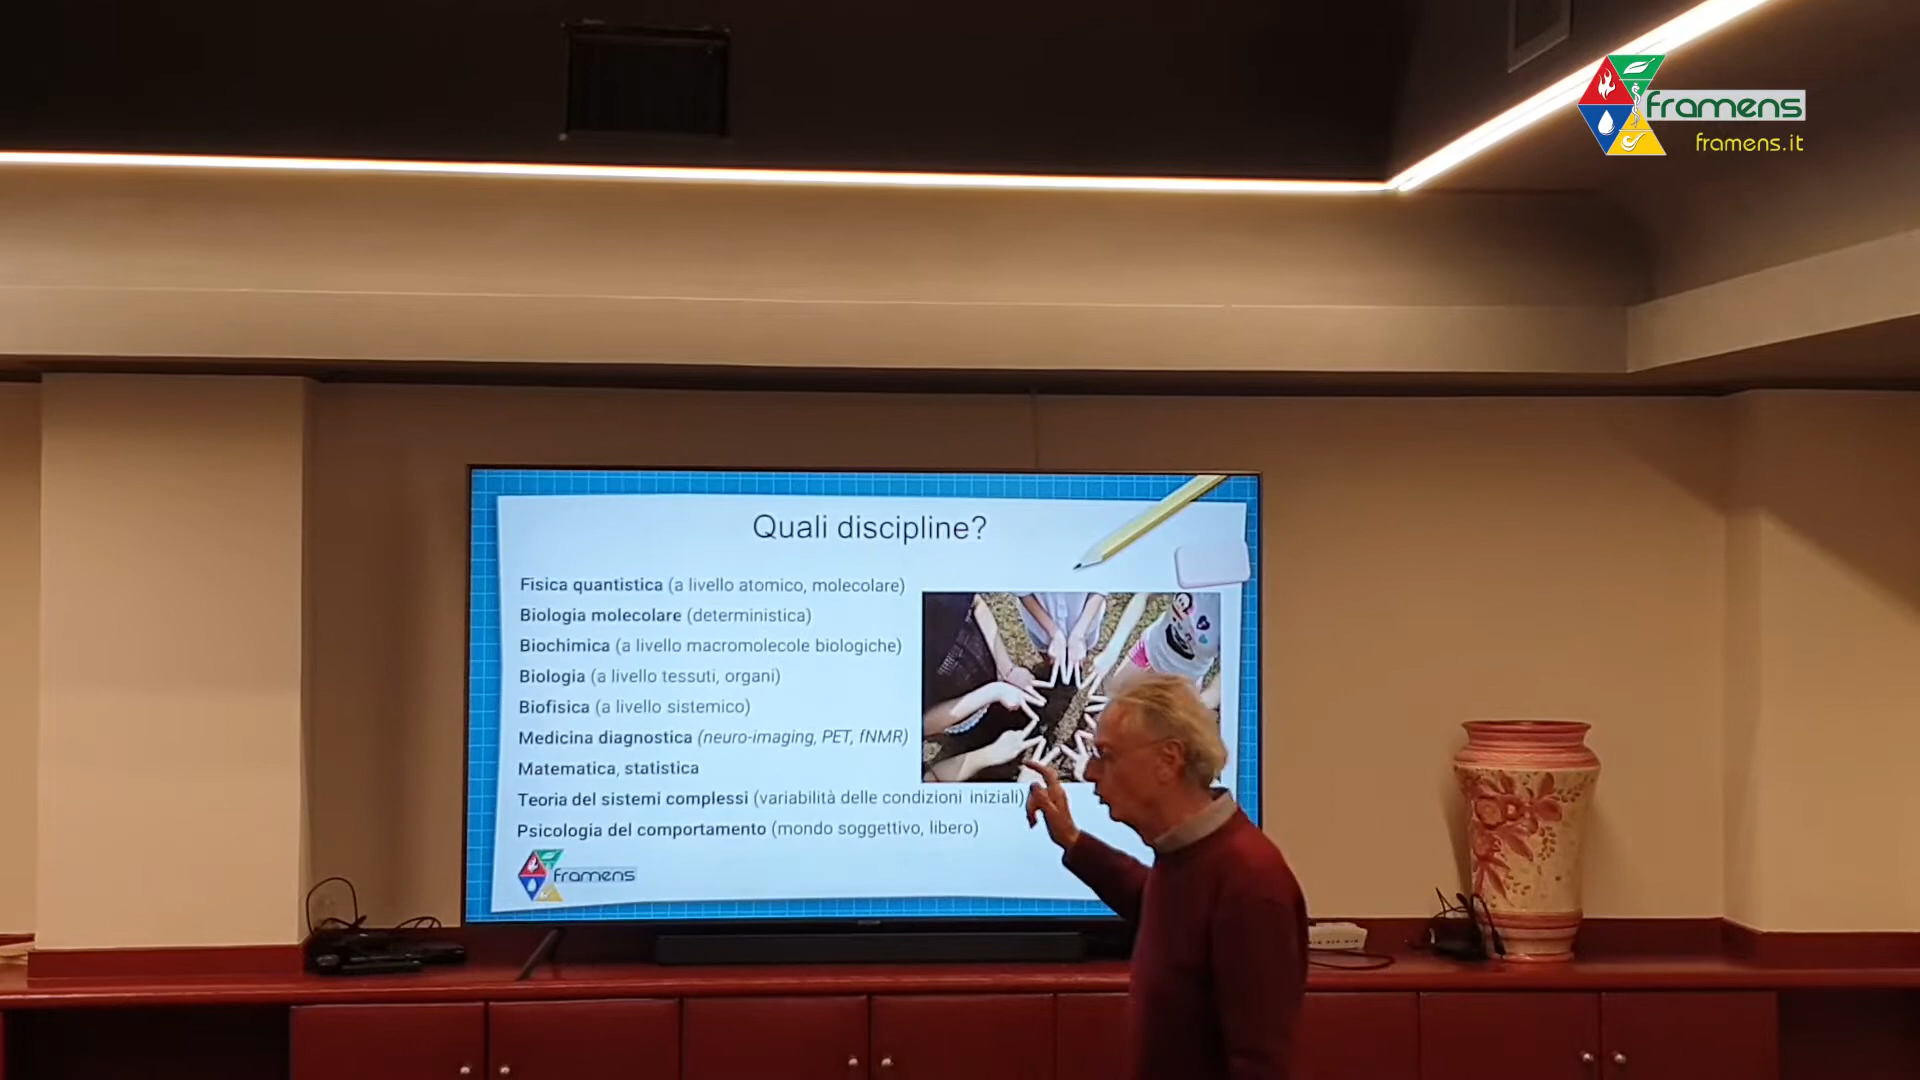 framens
framens.it
Quali discipline?
Fisica quantistica (a livello atomico, molecolare)
Biologia molecolare (deterministica)
Biochimica (a livello macromolecole biologiche)
Biologia (a livello tessuti, organi)
Biofisica (a livello sistemico)
Medicina diagnostica (neuro-imaging, PET, fNMR)
Matematica, statistica
Teoria del sistemi complessi (variabilità delle condizioni iniziali)
Psicologia del comportamento (mondo soggettivo, libero)
framens